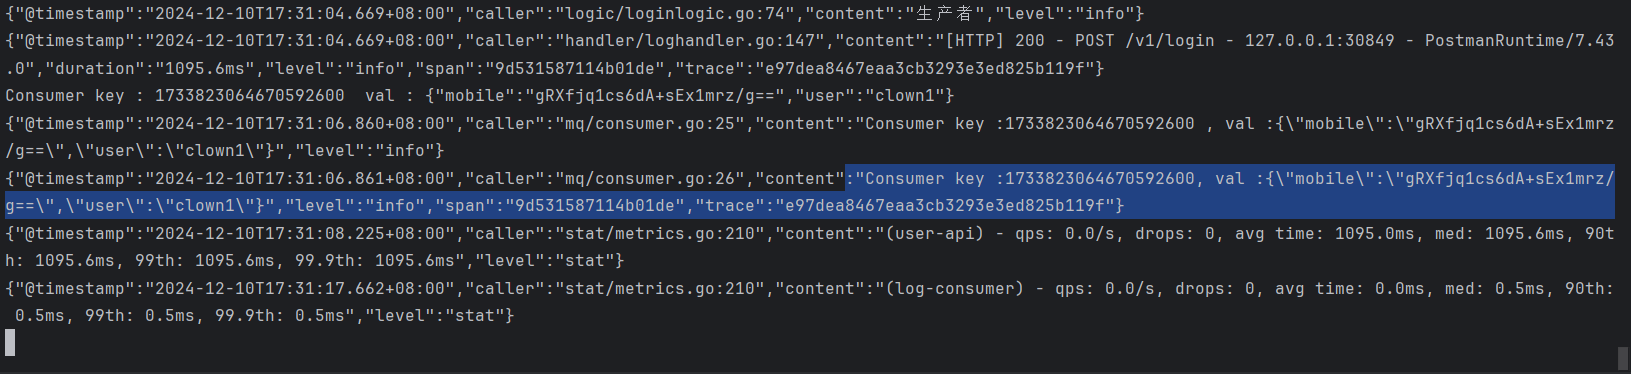 {"@timestamp":"2024-12-10T17:31:04.669+08:00","caller":"logic/loginlogic.go:74","content":"生产者","level":"info"}
{"@timestamp":"2024-12-10T17:31:04.669+08:00","caller":"handler/loghandler.go:147","content":"[HTTP] 200 - POST /v1/login - 127.0.0.1:30849 - PostmanRuntime/7.43
.0","duration":"1095.6ms","level":"info","span":"9d531587114b01de","trace":"e97dea8467eaa3cb3293e3ed825b119f"}
Consumer key : 1733823064670592600  val : {"mobile":"gRXfjq1cs6dA+sEx1mrz/g==","user":"clown1"}
{"@timestamp":"2024-12-10T17:31:06.860+08:00","caller":"mq/consumer.go:25","content":"Consumer key :1733823064670592600 , val :{\"mobile\":\"gRXfjq1cs6dA+sEx1mrz
/g==\",\"user\":\"clown1\"}","level":"info"}
{"@timestamp":"2024-12-10T17:31:06.861+08:00","caller":"mq/consumer.go:26","content":"Consumer key :1733823064670592600, val :{\"mobile\":\"gRXfjq1cs6dA+sEx1mrz/
g==\",\"user\":\"clown1\"}","level":"info","span":"9d531587114b01de","trace":"e97dea8467eaa3cb3293e3ed825b119f"}
{"@timestamp":"2024-12-10T17:31:08.225+08:00","caller":"stat/metrics.go:210","content":"(user-api) - qps: 0.0/s, drops: 0, avg time: 1095.0ms, med: 1095.6ms, 90t
h: 1095.6ms, 99th: 1095.6ms, 99.9th: 1095.6ms","level":"stat"}
{"@timestamp":"2024-12-10T17:31:17.662+08:00","caller":"stat/metrics.go:210","content":"(log-consumer) - qps: 0.0/s, drops: 0, avg time: 0.0ms, med: 0.5ms, 90th:
 0.5ms, 99th: 0.5ms, 99.9th: 0.5ms","level":"stat"}